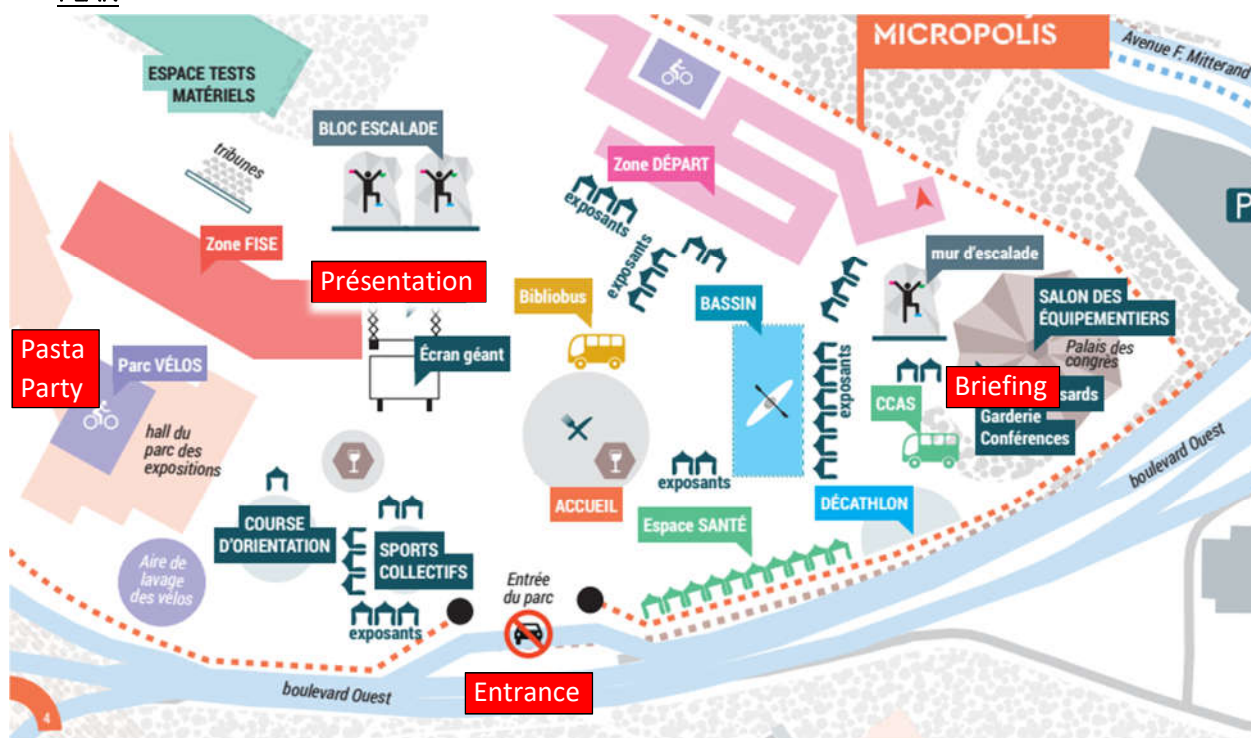 PLAN
MICROPOLIS
Avenue F. Mitterand
ESPACE TESTS
MATÉRIELS
BLOC ESCALADE
tribunes
Zone DÉPART
exposants
exposants
P
Zone FISE
Présentation
mur d'escalade
Bibliobus
BASSIN
SALON DES
ÉQUIPEMENTIERS
Palais des
congrès
Pasta
Party
Parc VÉLOS
Écran géant
exposants
Briefing
CCAS
Garderie
Conférences
hall du
parc des
expositions
exposants
ACCUEIL
DÉCATHLON
boulevard Ouest
COURSE
D'ORIENTATION
SPORTS
COLLECTIFS
Espace SANTÉ
Aire de
lavage
des vélos
Entrée
du parc
exposants
boulevard Ouest
Entrance
4